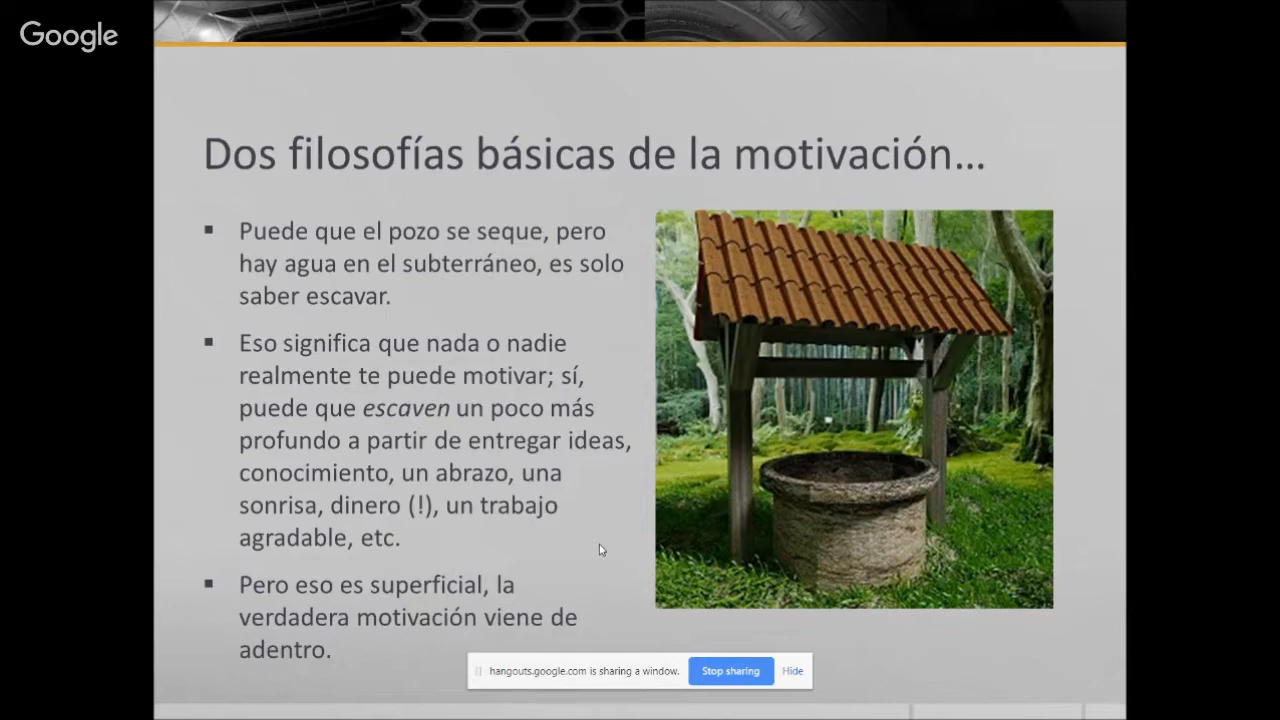 Google
Dos filosofías básicas de la motivación...
▪ Puede que el pozo se seque, pero
hay agua en el subterráneo, es solo
saber escavar.
▪ Eso significa que nada o nadie
realmente te puede motivar; sí,
puede que escaven un poco más
profundo a partir de entregar ideas,
conocimiento, un abrazo, una
sonrisa, dinero (!), un trabajo
agradable, etc.
▪ Pero eso es superficial, la
verdadera motivación viene de
adentro.
hangouts.google.com is sharing a window. Stop sharing Hide